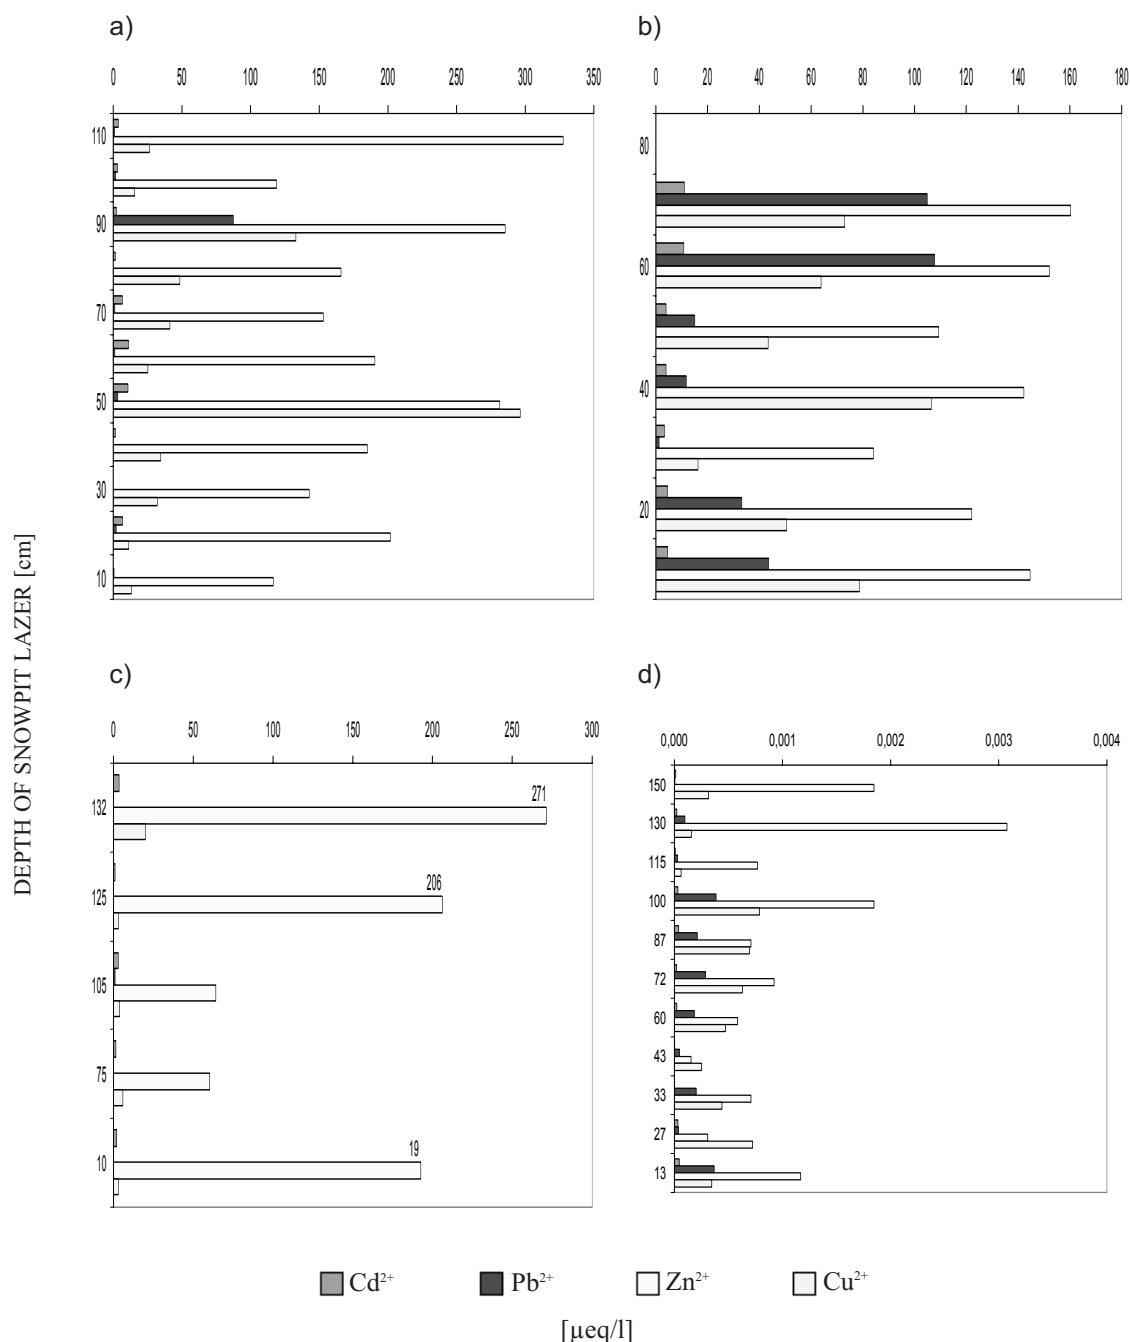 a)
0 50 100 150 200 250 300 350
110
90
70
50
30
10
b)
0 20 40 60 80 100 120 140 160 180
80
60
40
20
DEPTH OF SNOWPIT LAZER [cm]
c)
0 50 100 150 200 250 300
132
271
125
206
105
75
10
19
d)
0,000 0,001 0,002 0,003 0,004
150
130
115
100
87
72
60
43
33
27
13
Cd²⁺ Pb²⁺ Zn²⁺ Cu²⁺
[µeq/l]